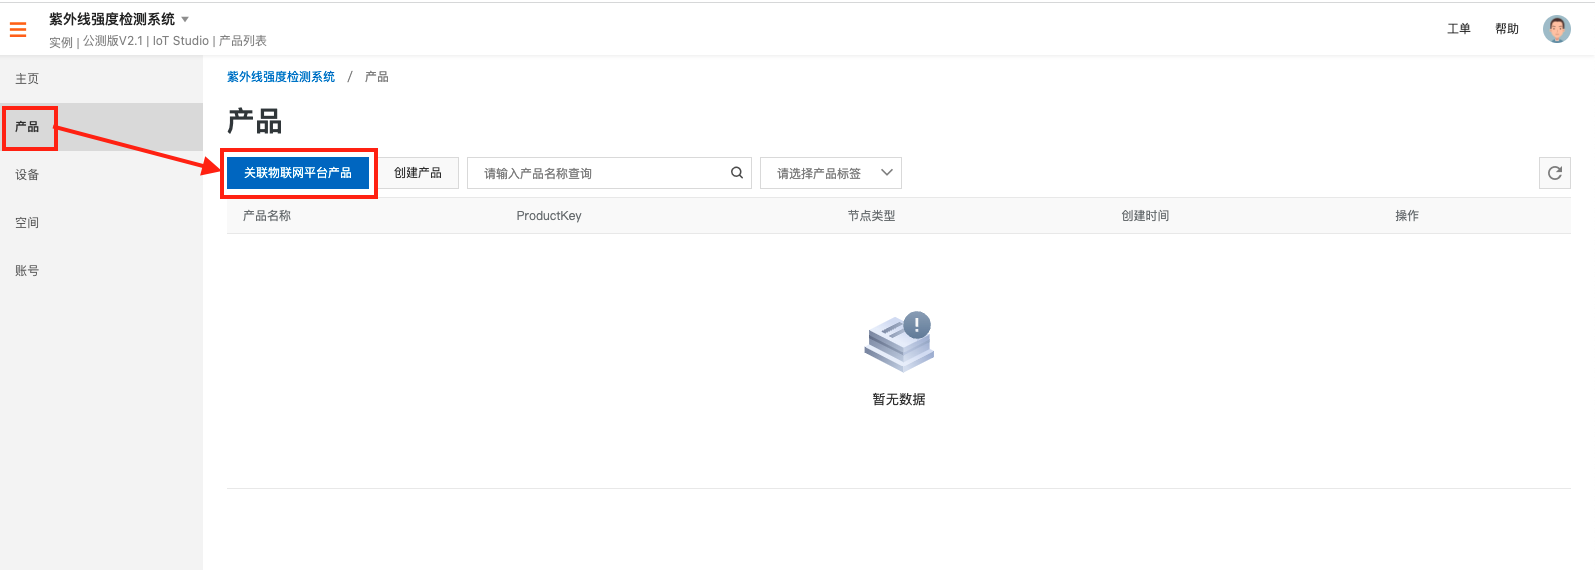 紫外线强度检测系统
实例 | 公测版V2.1 | IoT Studio | 产品列表
工单 帮助
主页
产品
设备
空间
账号
紫外线强度检测系统 / 产品
产品
关联物联网平台产品 创建产品 请输入产品名称查询 请选择产品标签
产品名称 ProductKey 节点类型 创建时间 操作
暂无数据